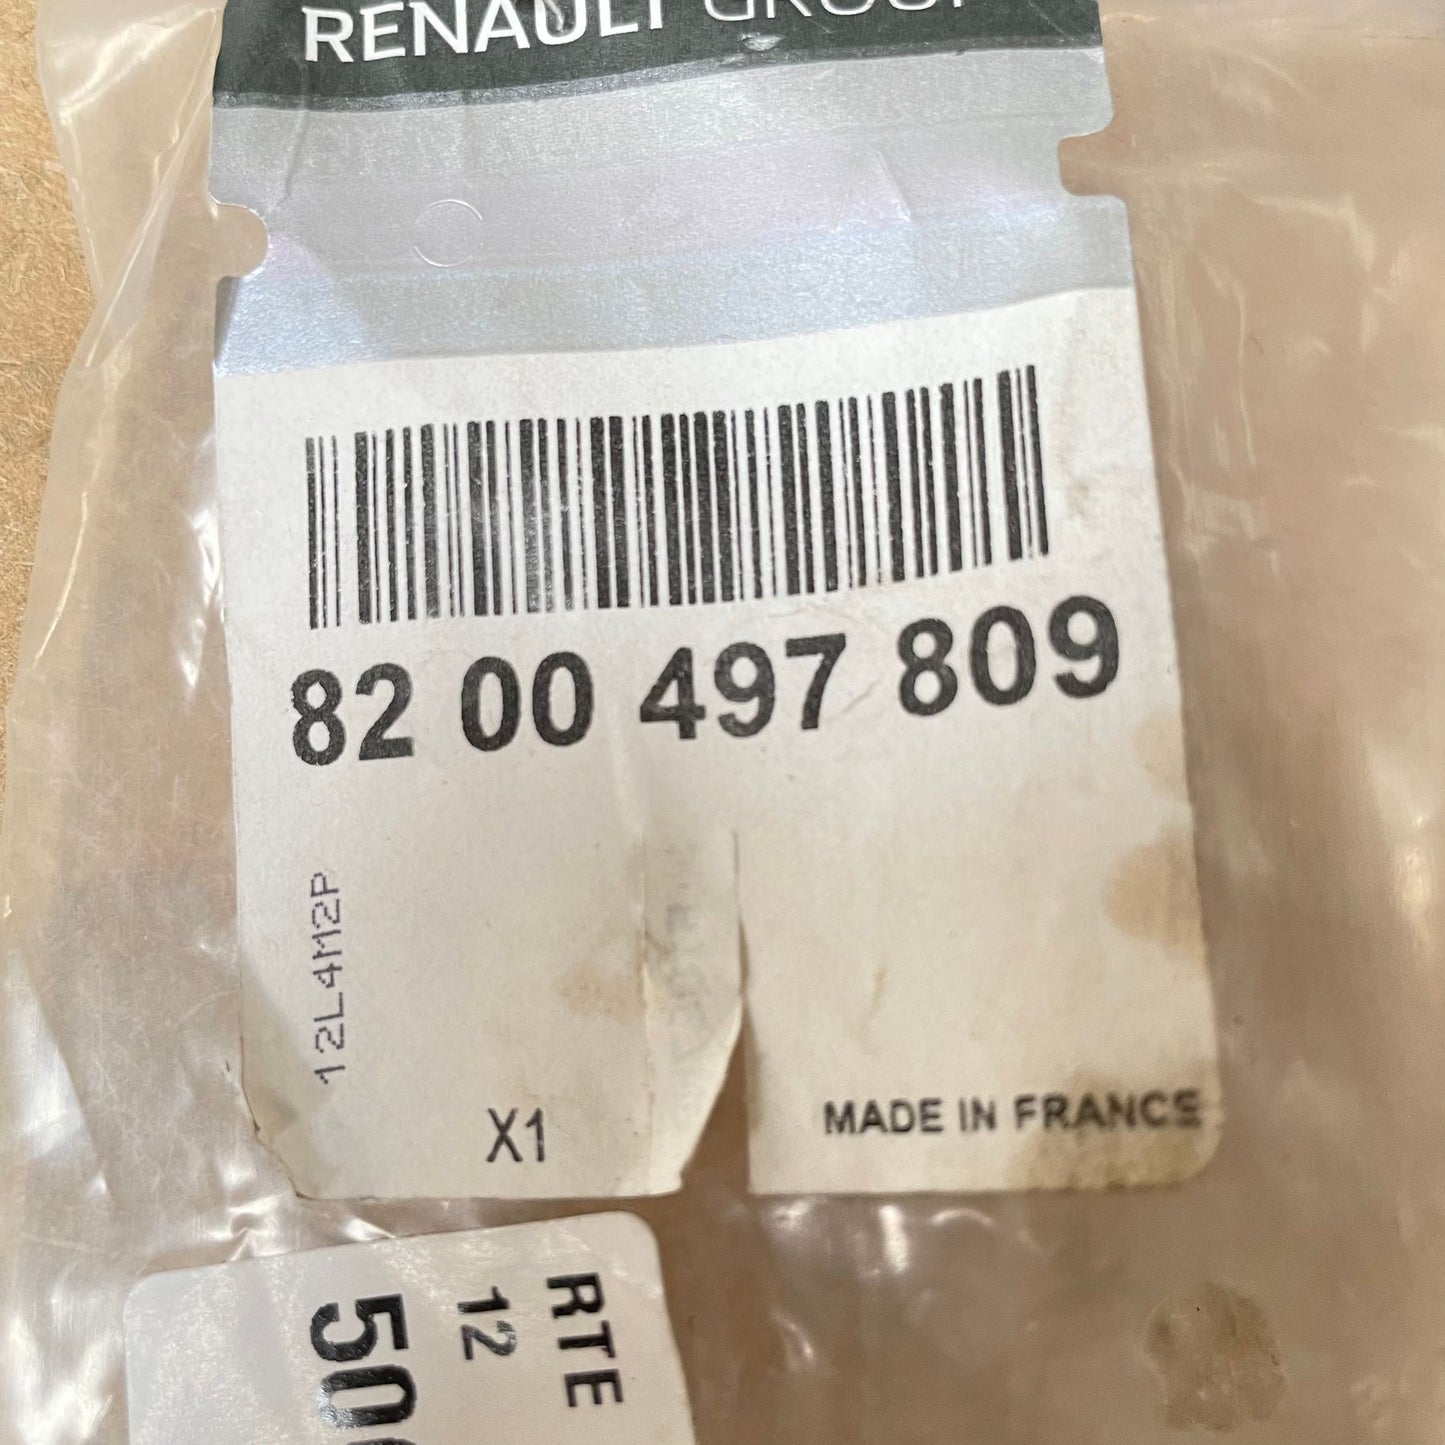 RENAULT GROUP
82 00 497 809
12L4M2P
X1
MADE IN FRANCE
RTE
12